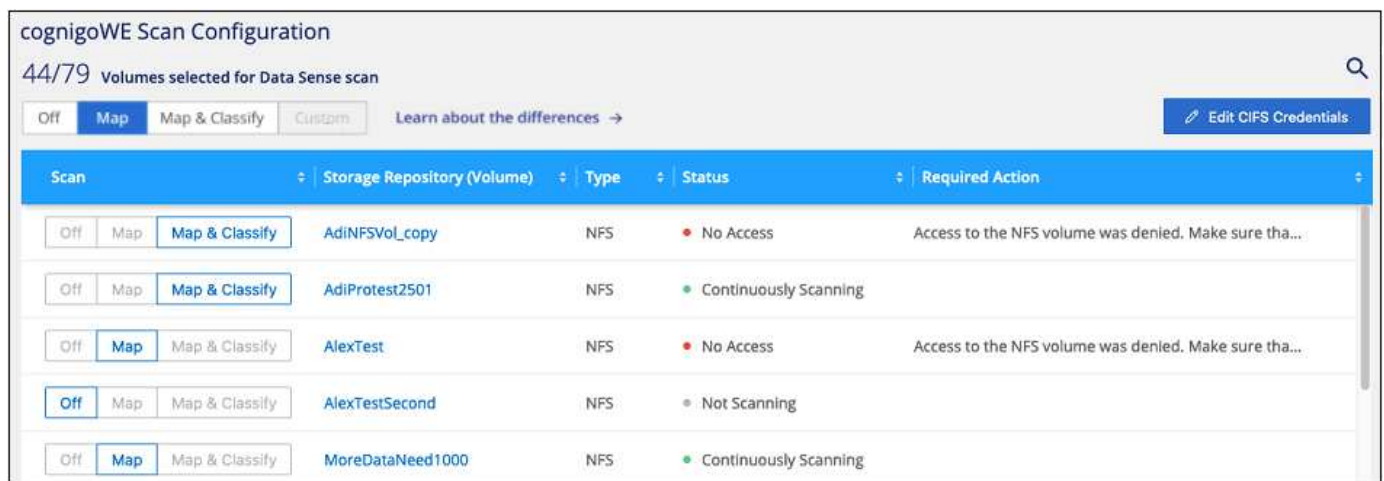 cognigoWE Scan Configuration
44/79 Volumes selected for Data Sense scan
Off Map Map & Classify Custom Learn about the differences → Edit CIFS Credentials
Scan Storage Repository (Volume) Type Status Required Action
Off Map Map & Classify AdiNFSVol_copy NFS No Access Access to the NFS volume was denied. Make sure tha...
Off Map Map & Classify AdiProtest2501 NFS Continuously Scanning
Off Map Map & Classify AlexTest NFS No Access Access to the NFS volume was denied. Make sure tha...
Off Map Map & Classify AlexTestSecond NFS Not Scanning
Off Map Map & Classify MoreDataNeed1000 NFS Continuously Scanning